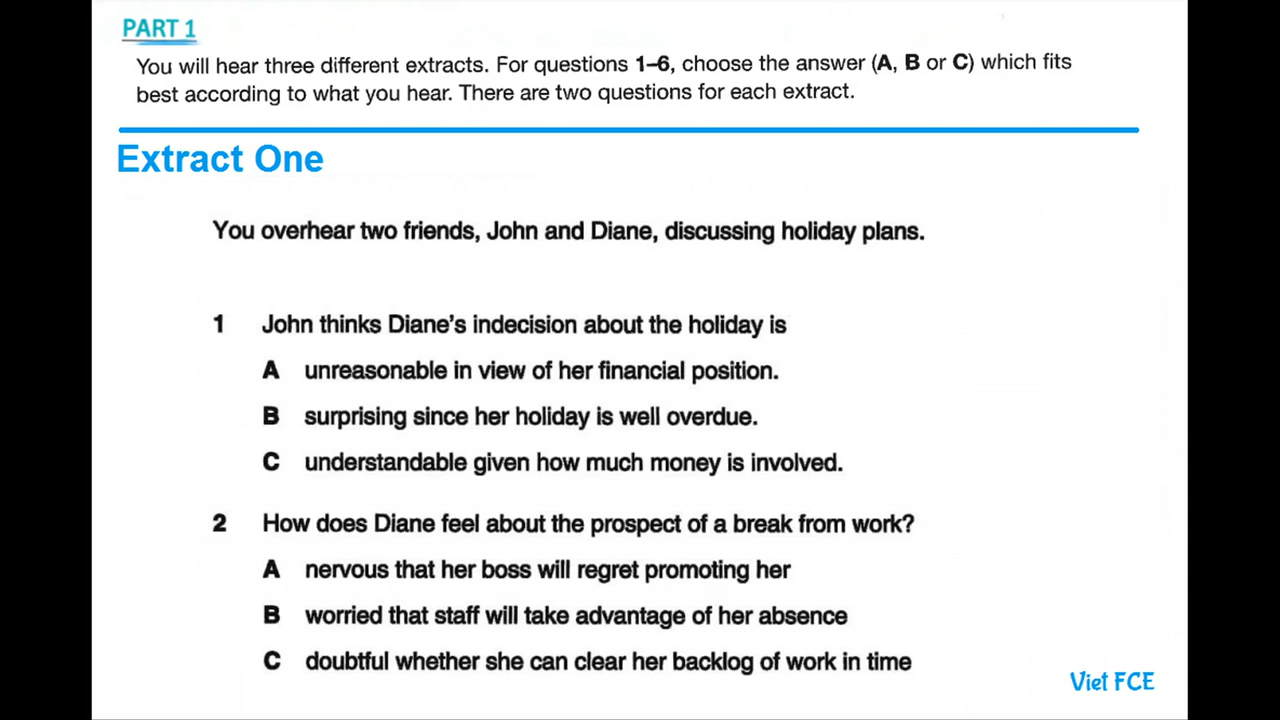 PART 1
You will hear three different extracts. For questions 1–6, choose the answer (A, B or C) which fits
best according to what you hear. There are two questions for each extract.
Extract One
You overhear two friends, John and Diane, discussing holiday plans.
1 John thinks Diane's indecision about the holiday is
A unreasonable in view of her financial position.
B surprising since her holiday is well overdue.
C understandable given how much money is involved.
2 How does Diane feel about the prospect of a break from work?
A nervous that her boss will regret promoting her
B worried that staff will take advantage of her absence
C doubtful whether she can clear her backlog of work in time
Viet FCE